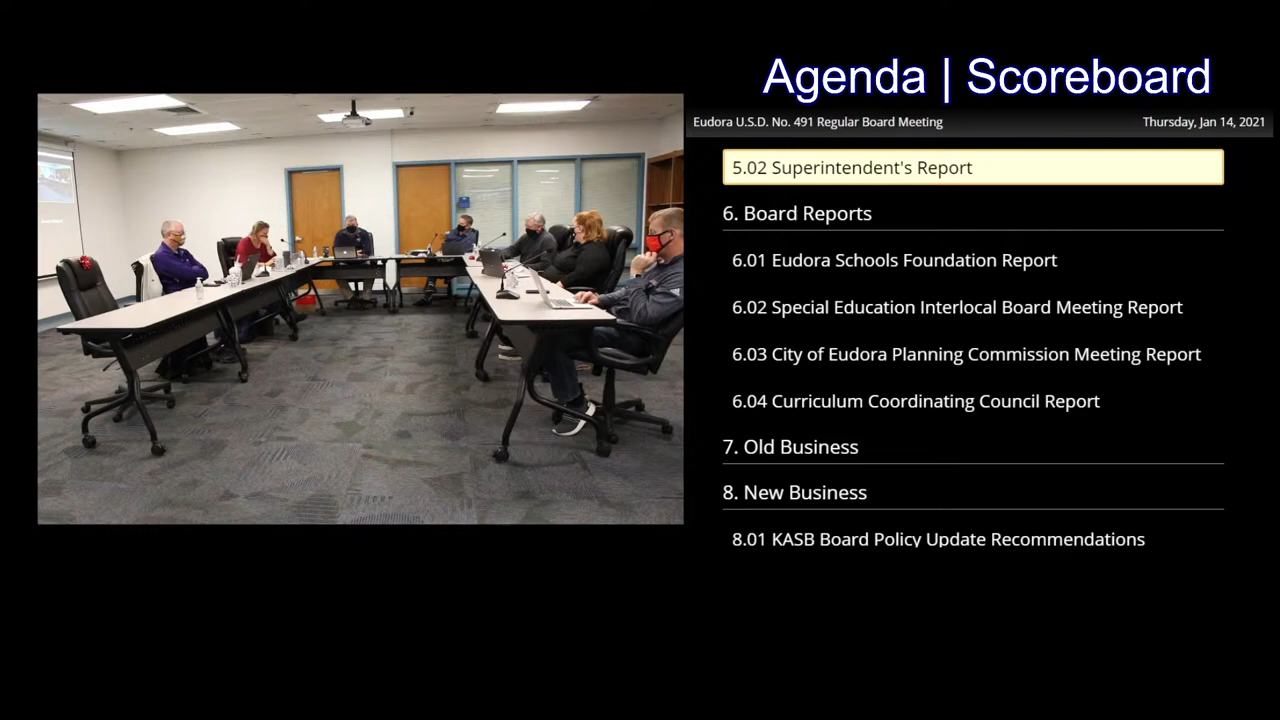 Agenda | Scoreboard
Eudora U.S.D. No. 491 Regular Board Meeting
Thursday, Jan 14, 2021
5.02 Superintendent's Report
6. Board Reports
6.01 Eudora Schools Foundation Report
6.02 Special Education Interlocal Board Meeting Report
6.03 City of Eudora Planning Commission Meeting Report
6.04 Curriculum Coordinating Council Report
7. Old Business
8. New Business
8.01 KASB Board Policy Update Recommendations